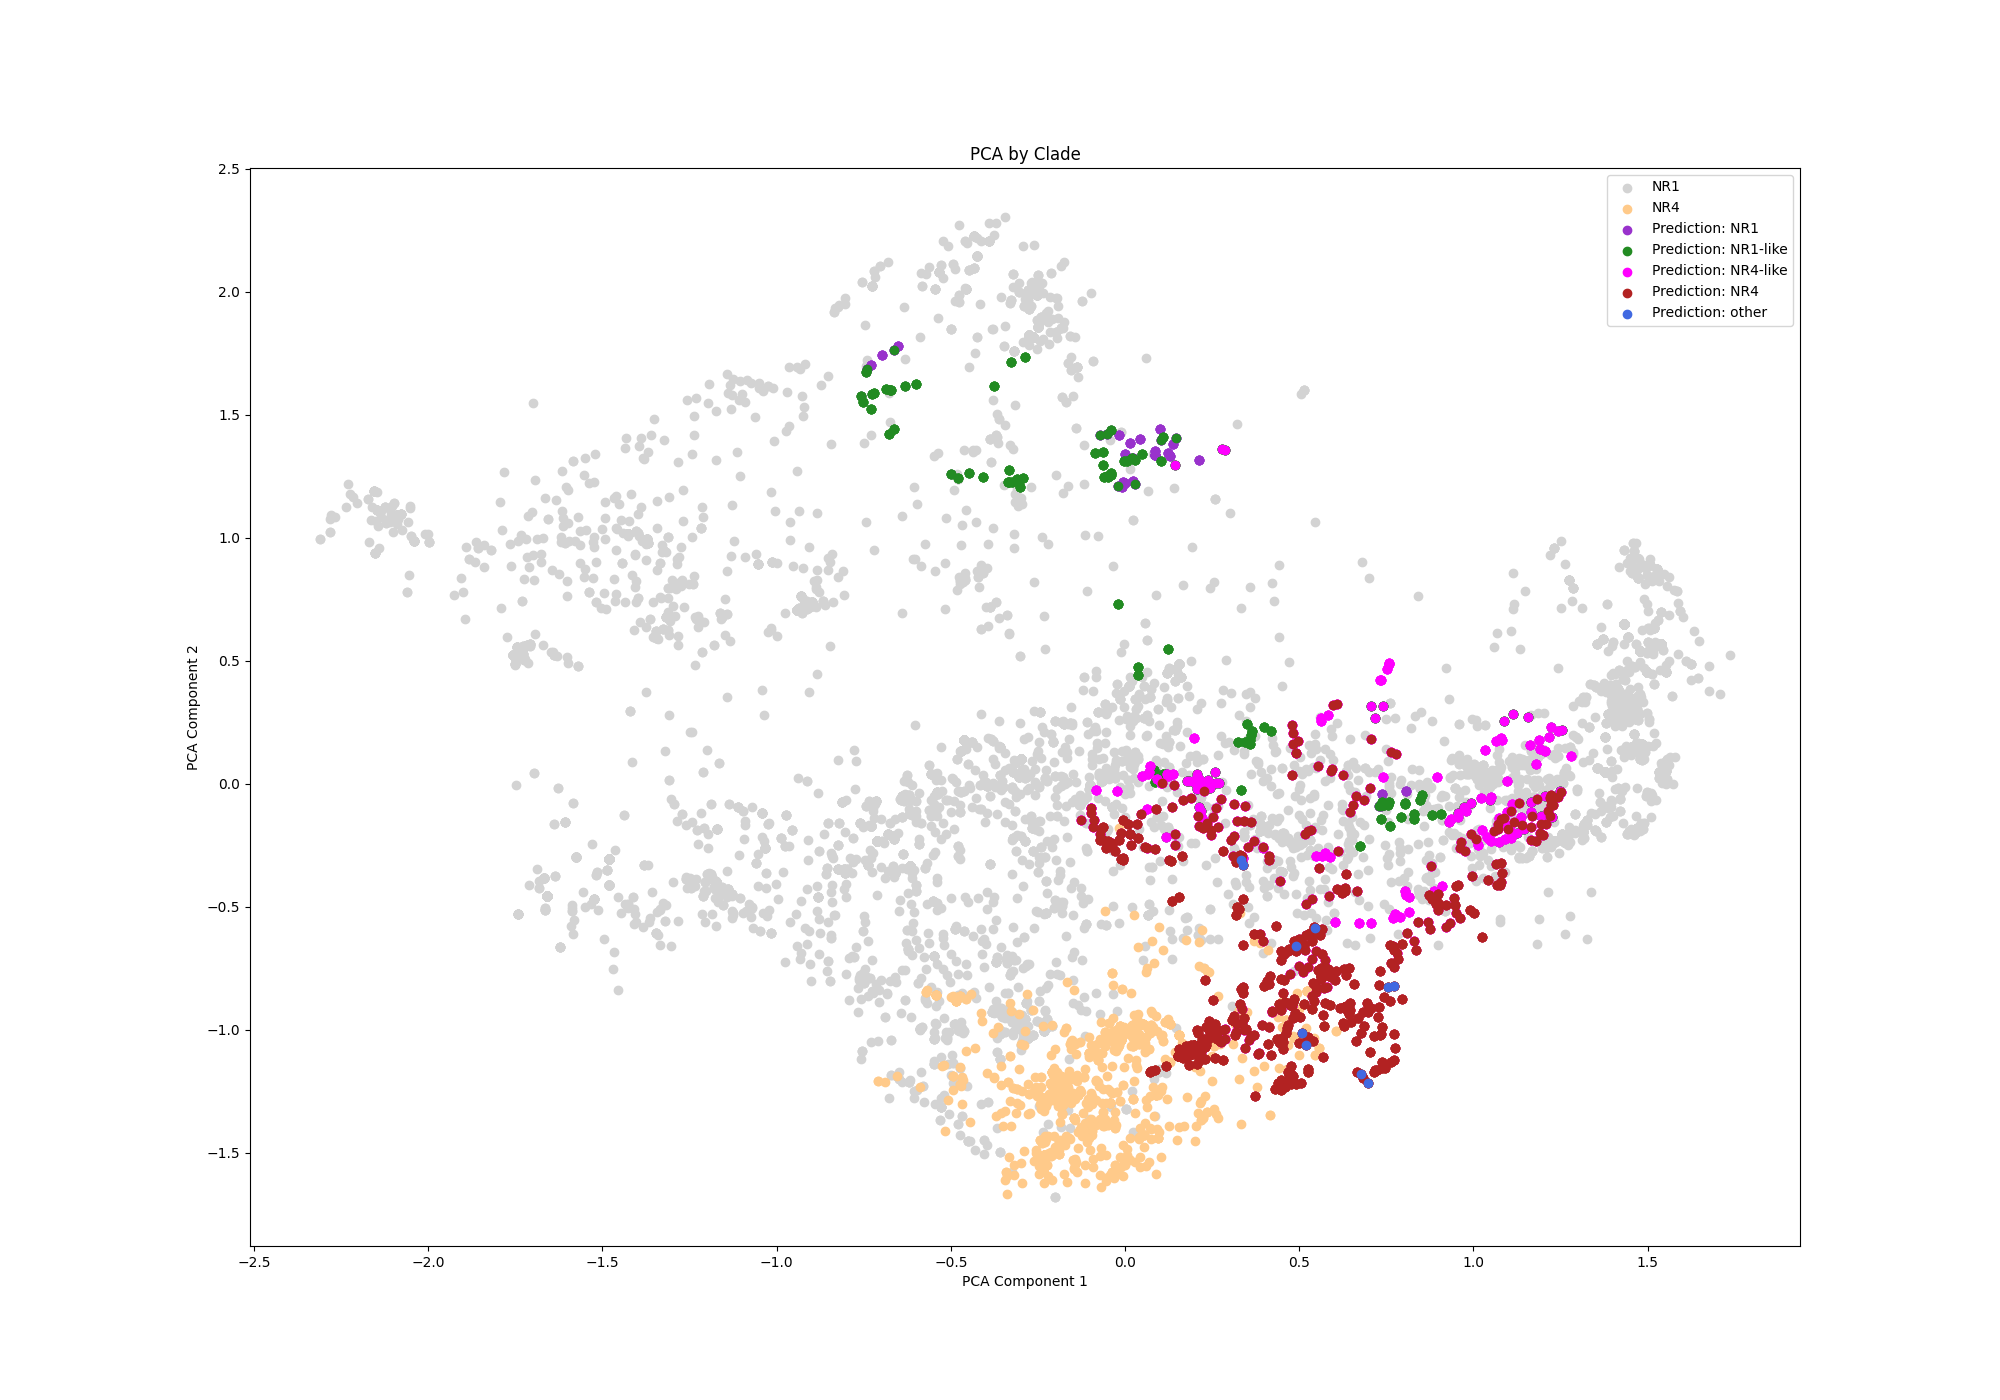 PCA by Clade
NR1
NR4
Prediction: NR1
Prediction: NR1-like
Prediction: NR4-like
Prediction: NR4
Prediction: other
2.5
2.0
1.5
1.0
0.5
0.0
−0.5
−1.0
−1.5
PCA Component 2
−2.5 −2.0 −1.5 −1.0 −0.5 0.0 0.5 1.0 1.5
PCA Component 1